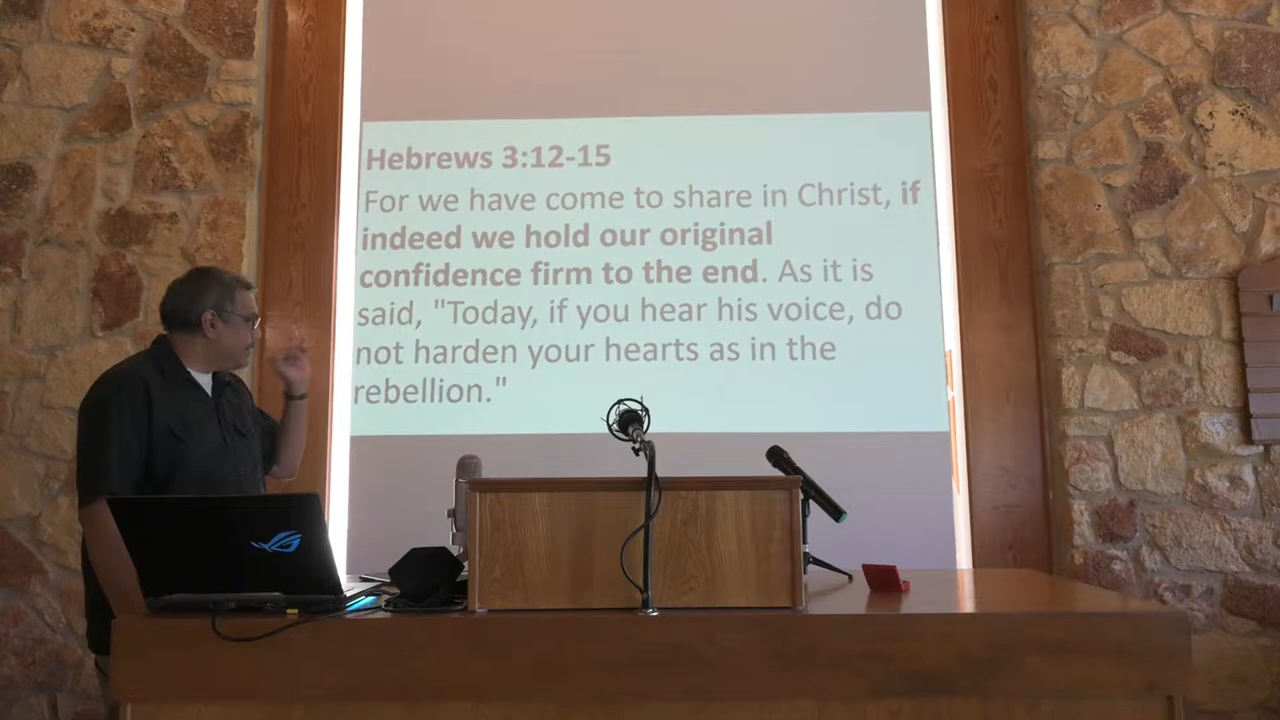 Hebrews 3:12-15
For we have come to share in Christ, if
indeed we hold our original
confidence firm to the end. As it is
said, "Today, if you hear his voice, do
not harden your hearts as in the
rebellion."